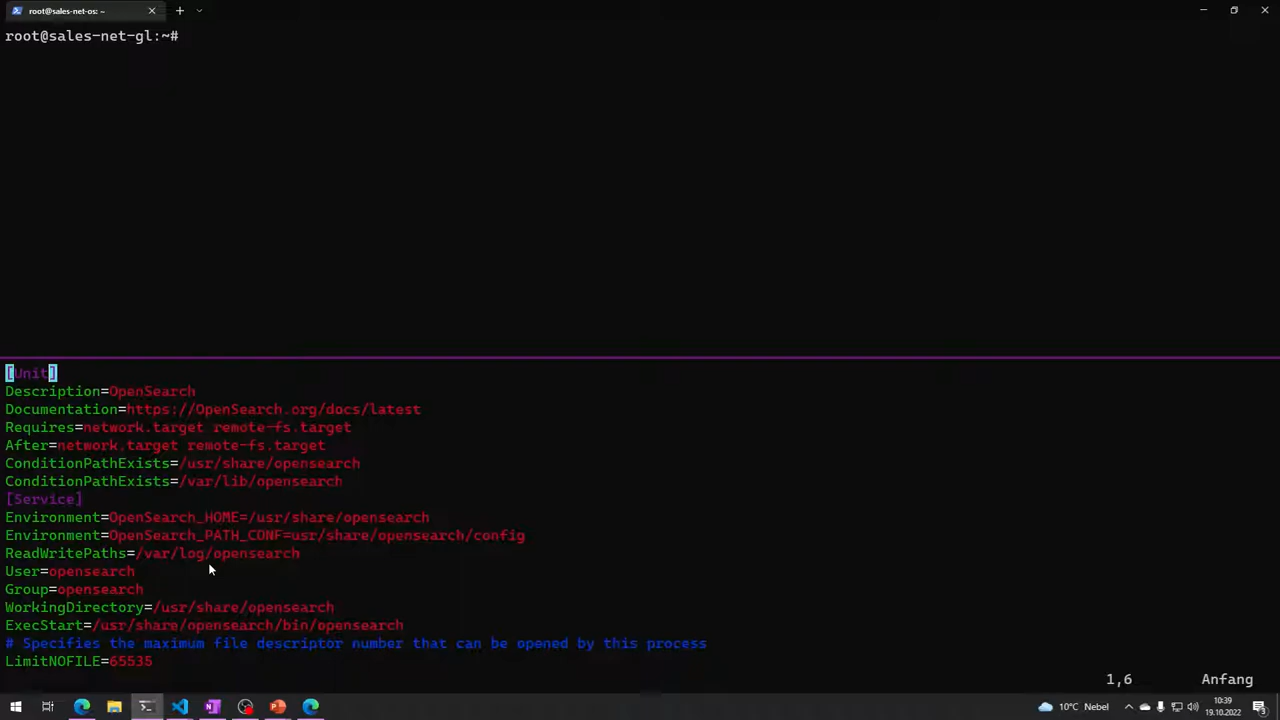 root@sales-net-os: ~
root@sales-net-gl:~#
[Unit]
Description=OpenSearch
Documentation=https://OpenSearch.org/docs/latest
Requires=network.target remote-fs.target
After=network.target remote-fs.target
ConditionPathExists=/usr/share/opensearch
ConditionPathExists=/var/lib/opensearch
[Service]
Environment=OpenSearch_HOME=/usr/share/opensearch
Environment=OpenSearch_PATH_CONF=usr/share/opensearch/config
ReadWritePaths=/var/log/opensearch
User=opensearch
Group=opensearch
WorkingDirectory=/usr/share/opensearch
ExecStart=/usr/share/opensearch/bin/opensearch
# Specifies the maximum file descriptor number that can be opened by this process
LimitNOFILE=65535
1,6 Anfang
10°C Nebel
10:39
19.10.2022
3